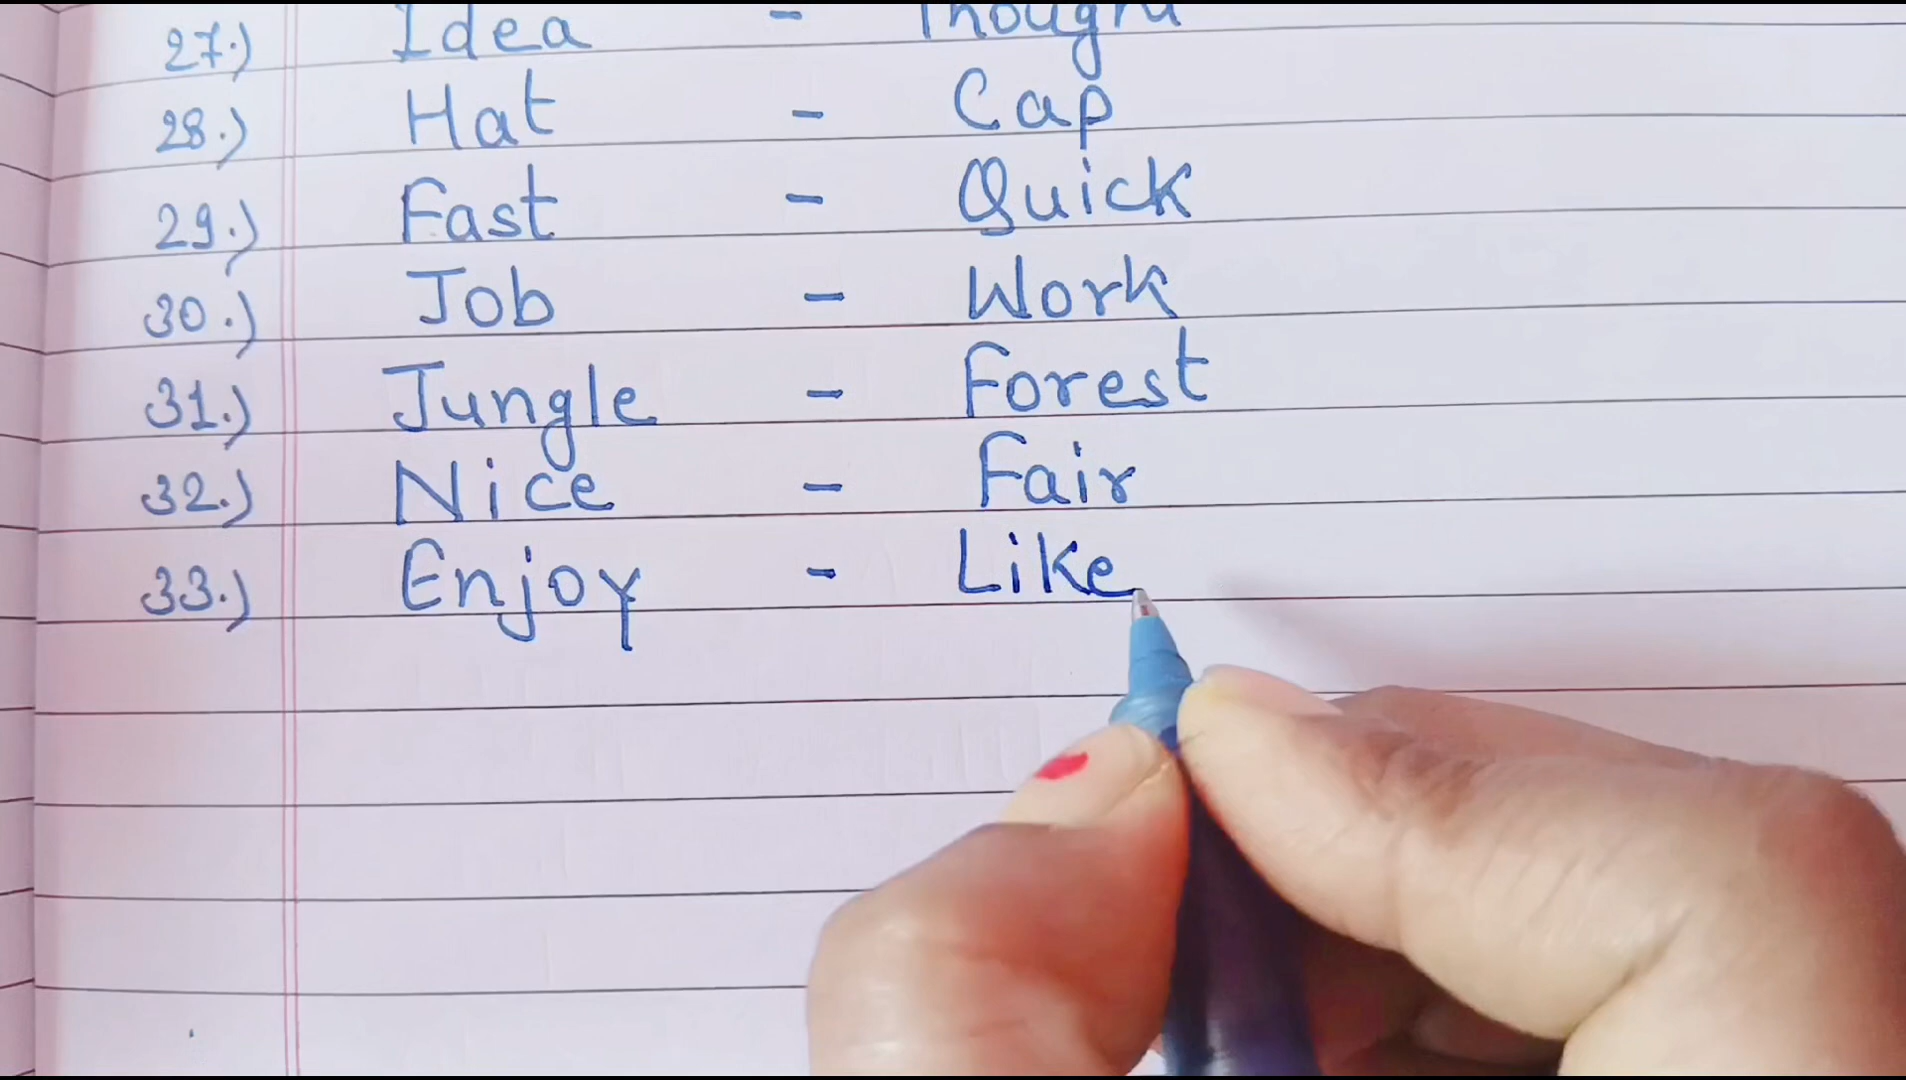 27.) Idea - Thought
28.) Hat - Cap
29.) Fast - Quick
30.) Job - Work
31.) Jungle - Forest
32.) Nice - Fair
33.) Enjoy - Like